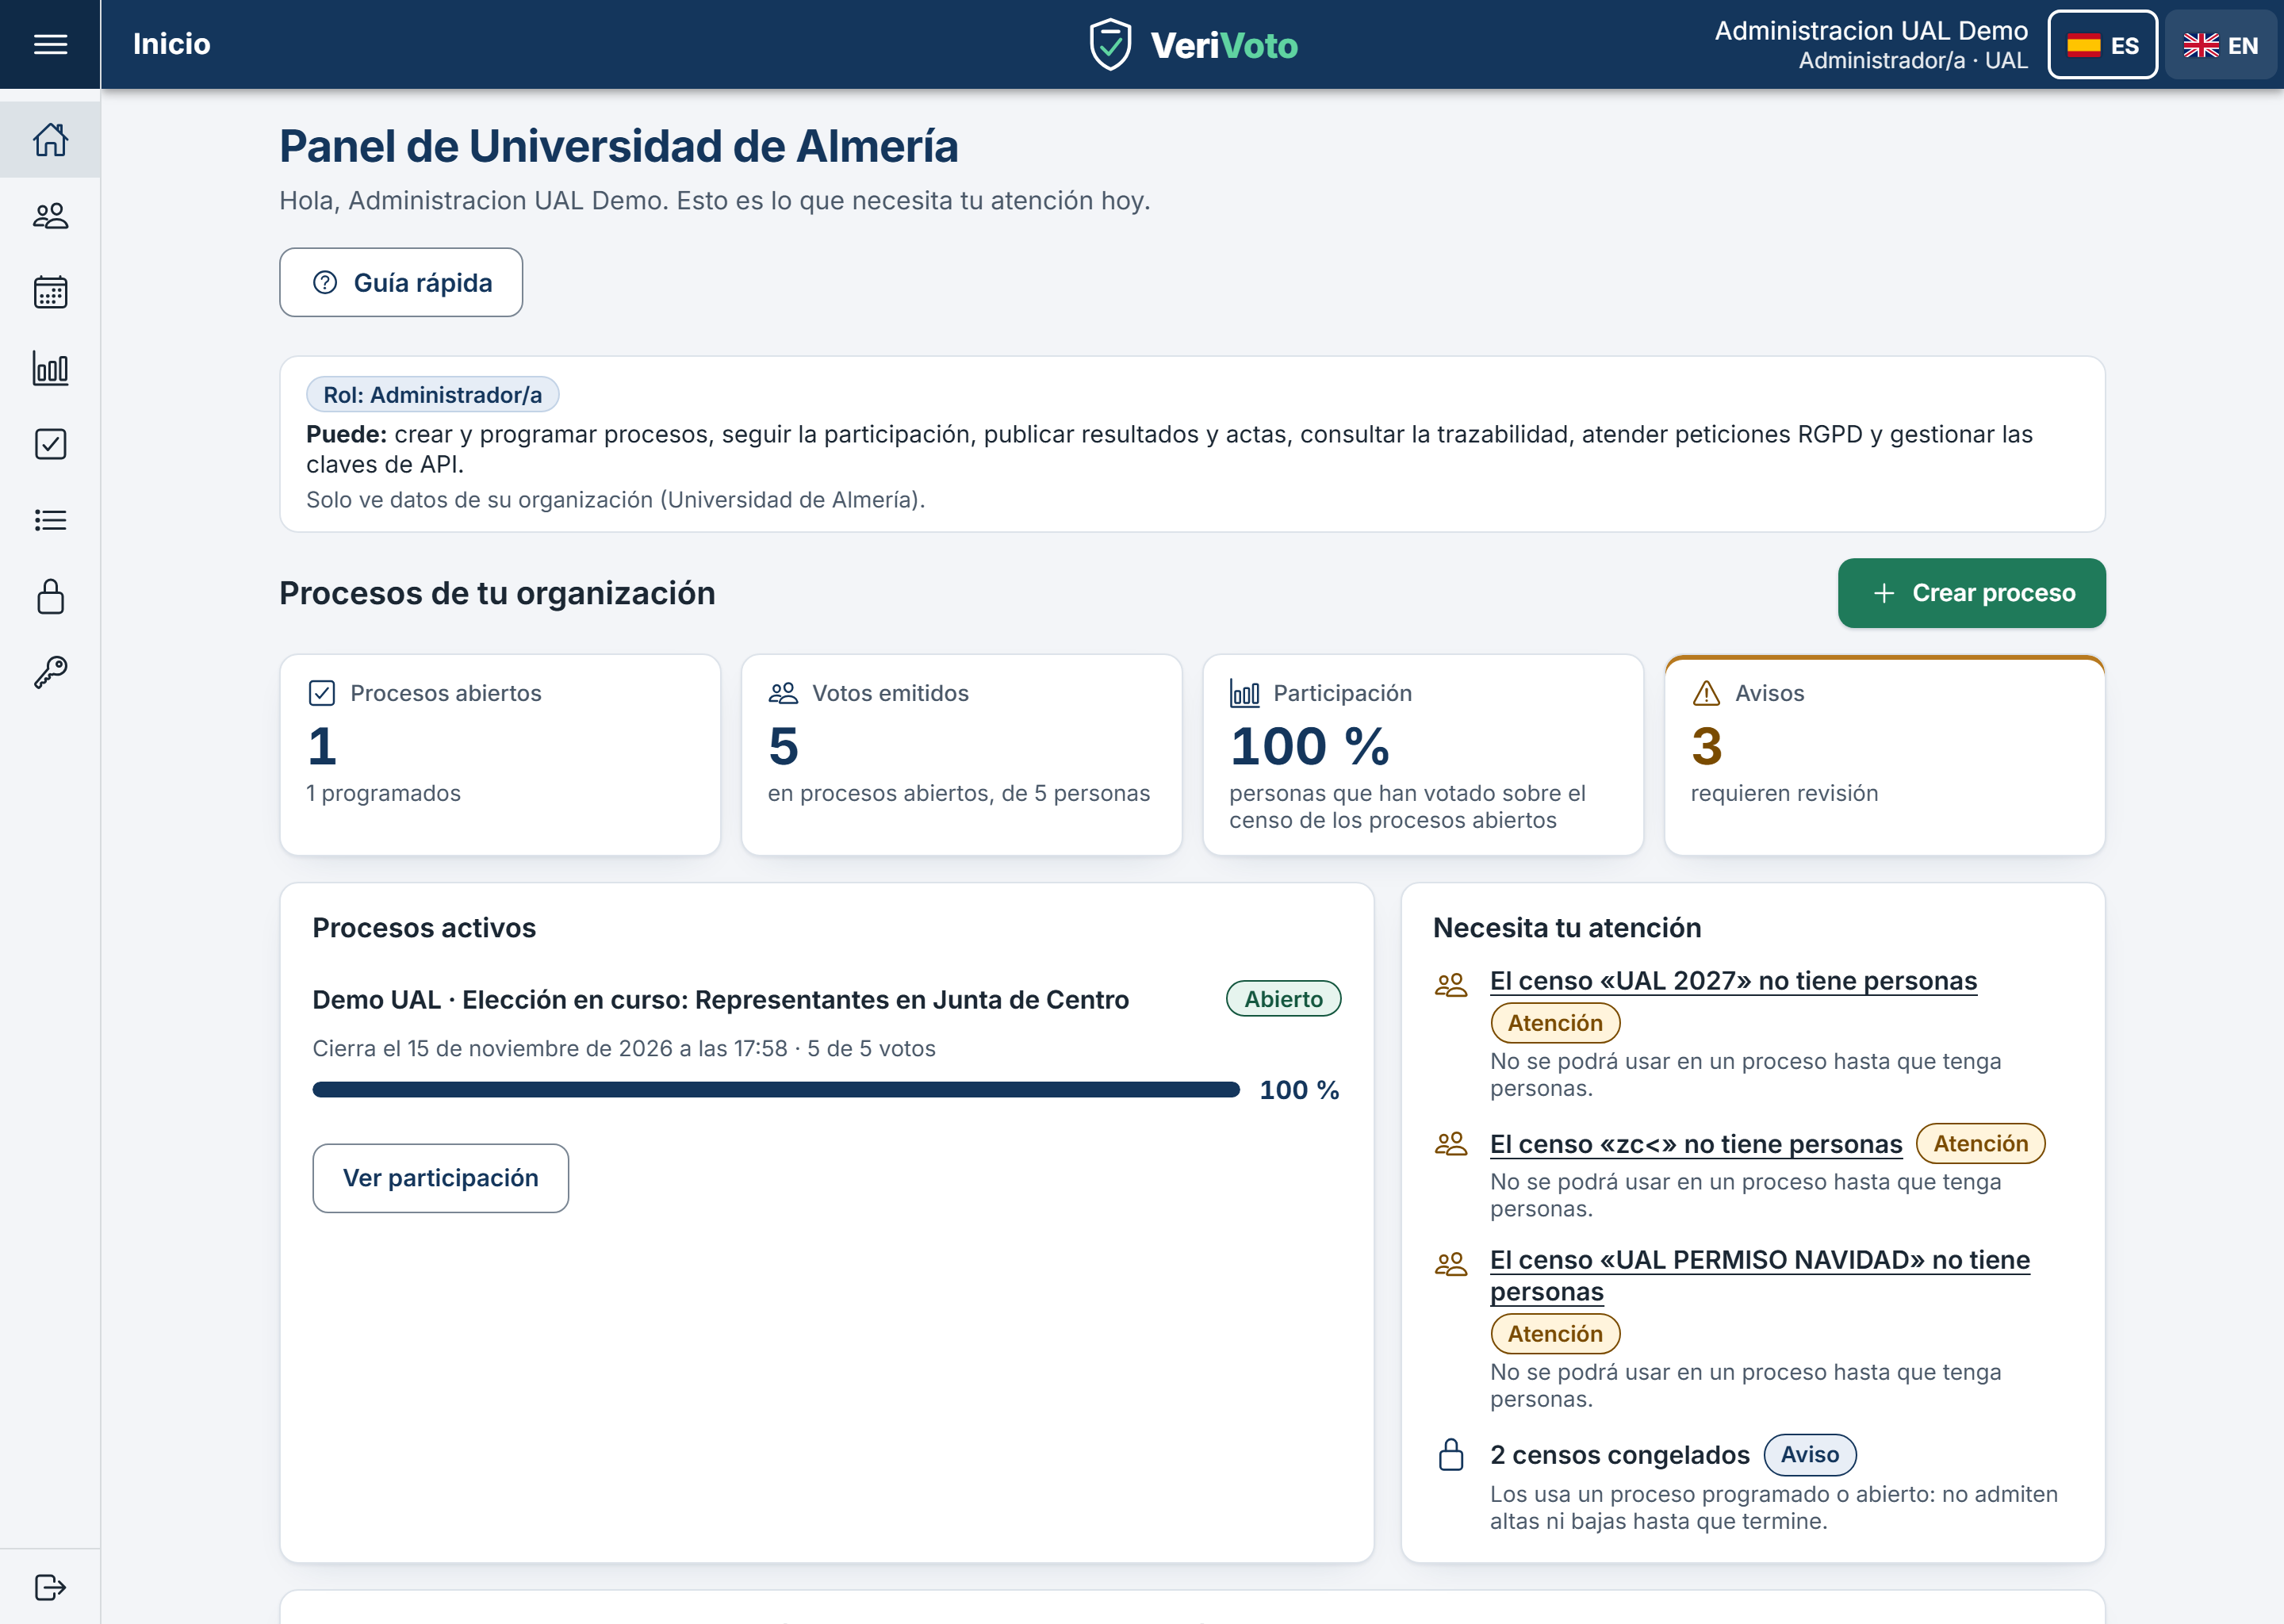 Inicio
VeriVoto
Administracion UAL Demo
Administrador/a · UAL
ES
EN
Panel de Universidad de Almería
Hola, Administracion UAL Demo. Esto es lo que necesita tu atención hoy.
Guía rápida
Rol: Administrador/a
Puede: crear y programar procesos, seguir la participación, publicar resultados y actas, consultar la trazabilidad, atender peticiones RGPD y gestionar las
claves de API.
Solo ve datos de su organización (Universidad de Almería).
Procesos de tu organización
Crear proceso
Procesos abiertos
1
1 programados
Votos emitidos
5
en procesos abiertos, de 5 personas
Participación
100 %
personas que han votado sobre el
censo de los procesos abiertos
Avisos
3
requieren revisión
Procesos activos
Demo UAL · Elección en curso: Representantes en Junta de Centro
Abierto
Cierra el 15 de noviembre de 2026 a las 17:58 · 5 de 5 votos
100 %
Ver participación
Necesita tu atención
El censo «UAL 2027» no tiene personas
Atención
No se podrá usar en un proceso hasta que tenga
personas.
El censo «zc<» no tiene personas
Atención
No se podrá usar en un proceso hasta que tenga
personas.
El censo «UAL PERMISO NAVIDAD» no tiene
personas
Atención
No se podrá usar en un proceso hasta que tenga
personas.
2 censos congelados
Aviso
Los usa un proceso programado o abierto: no admiten
altas ni bajas hasta que termine.